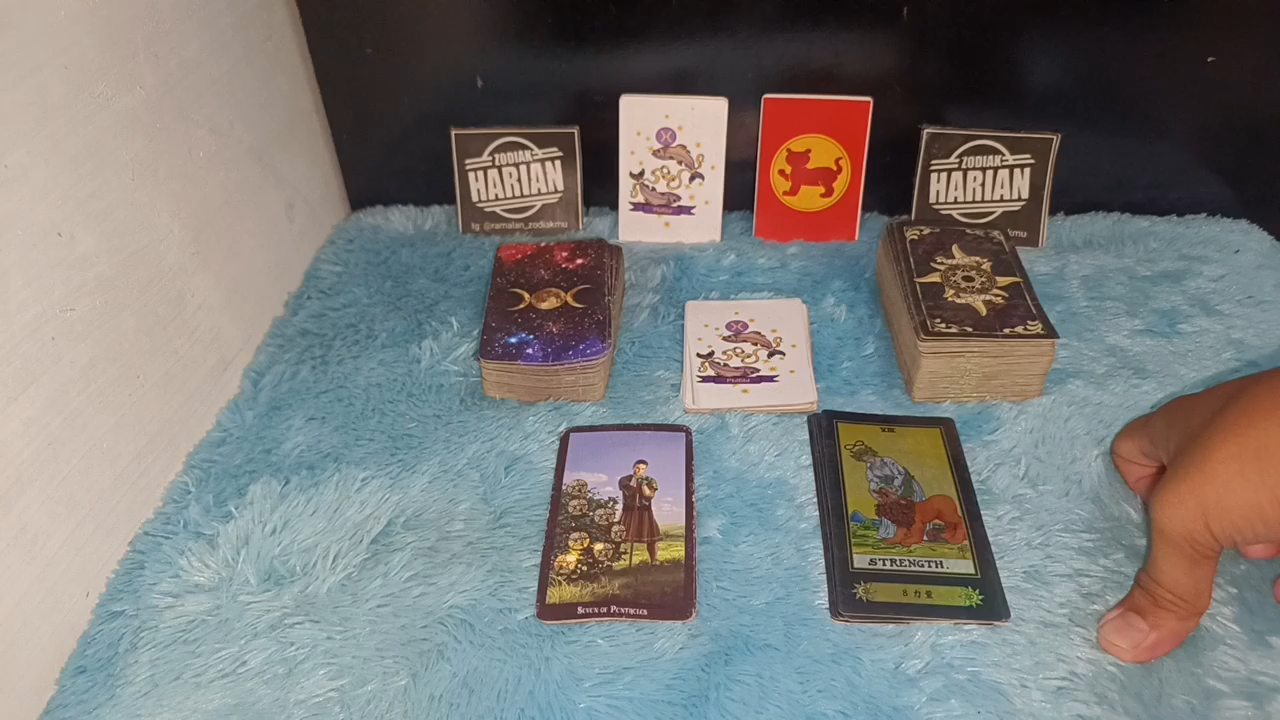 ZODIAK
HARIAN
Ig @ramalan_zodiakmu
ZODIAK
HARIAN
kmu
SEVEN OF PENTACLES
VIII
STRENGTH.
8 力量